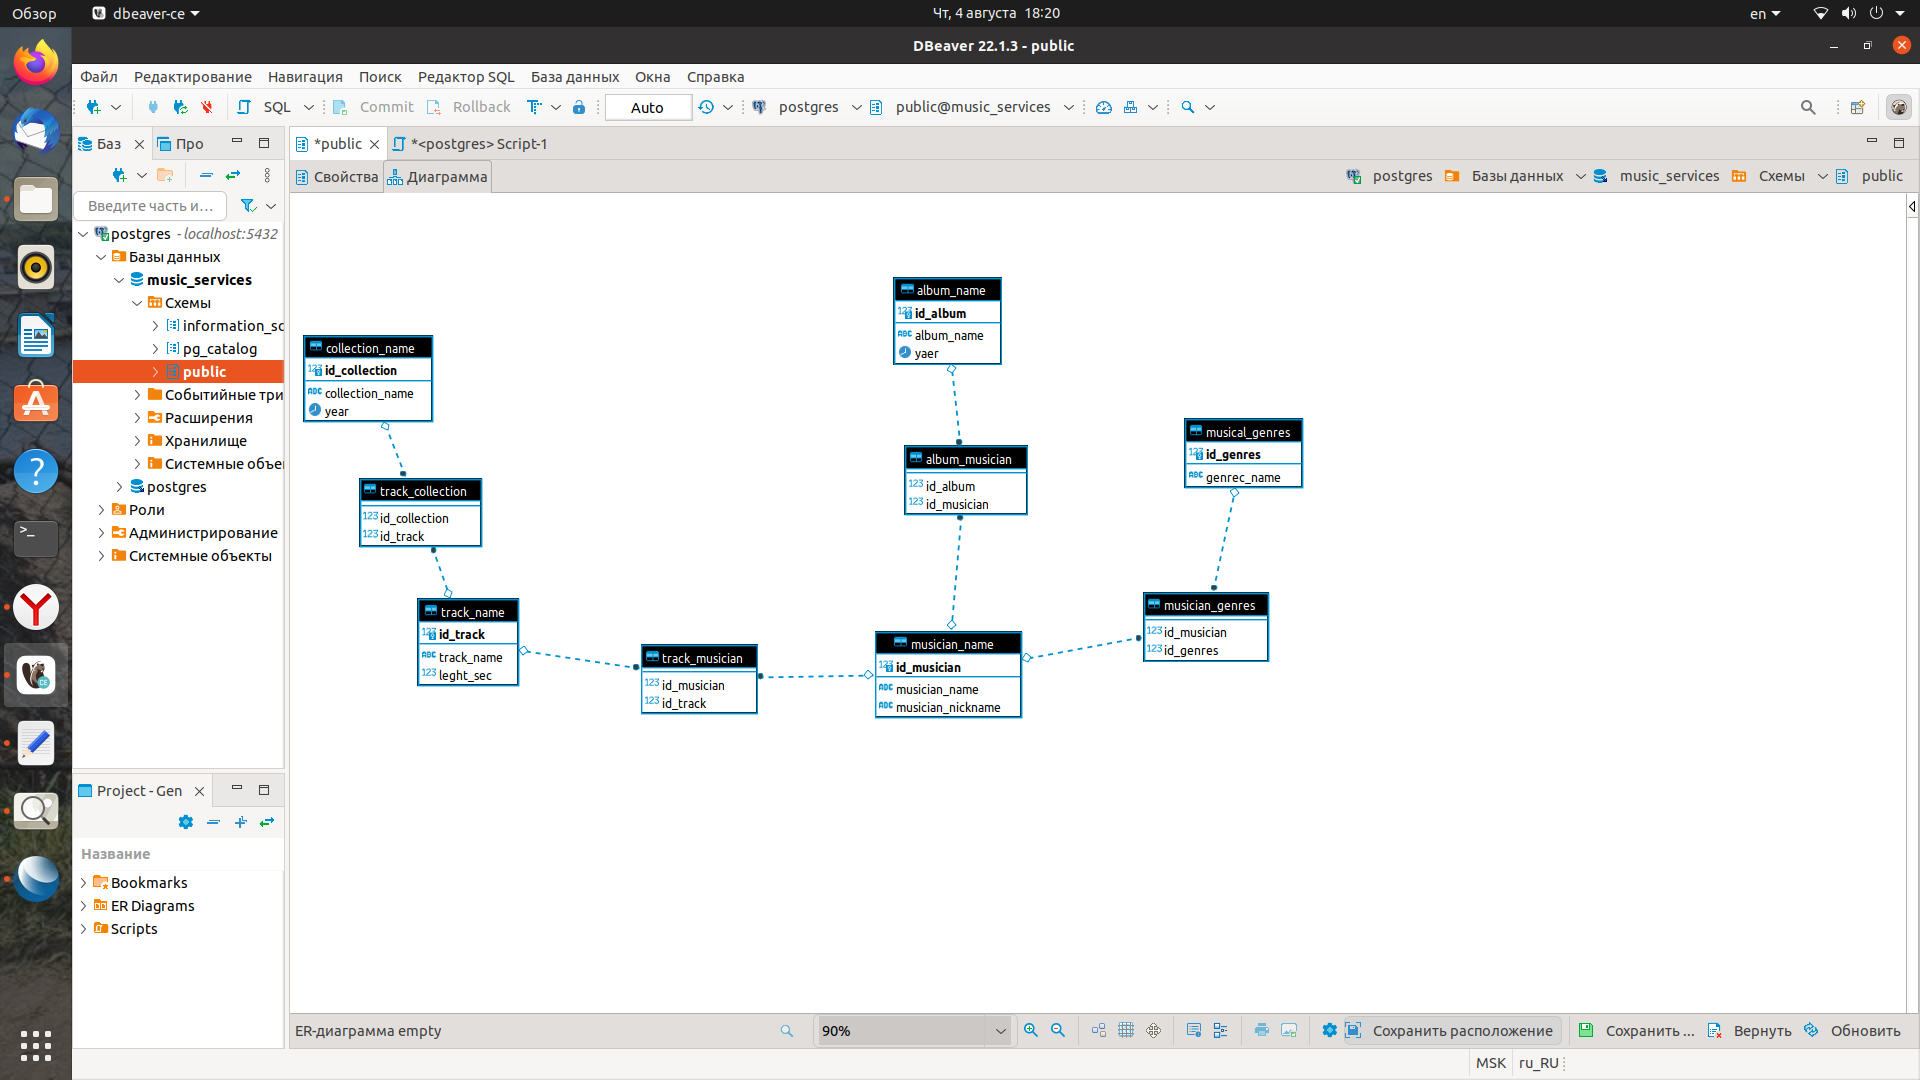 Обзор
dbeaver-ce
Чт, 4 августа 18:20
en
DBeaver 22.1.3 - public
Файл Редактирование Навигация Поиск Редактор SQL База данных Окна Справка
SQL Commit Rollback Auto postgres public@music_services
Баз Про
*public *<postgres> Script-1
Свойства Диаграмма
postgres Базы данных music_services Схемы public
Введите часть и...
postgres - localhost:5432
Базы данных
music_services
Схемы
information_sc
pg_catalog
public
Событийные три
Расширения
Хранилище
Системные объе
postgres
Роли
Администрирование
Системные объекты
Project - Gen
Название
Bookmarks
ER Diagrams
Scripts
collection_name
id_collection
collection_name
year
track_collection
id_collection
id_track
track_name
id_track
track_name
leght_sec
track_musician
id_musician
id_track
album_name
id_album
album_name
yaer
album_musician
id_album
id_musician
musician_name
id_musician
musician_name
musician_nickname
musical_genres
id_genres
genrec_name
musician_genres
id_musician
id_genres
ER-диаграмма empty
90%
Сохранить расположение
Сохранить ...
Вернуть
Обновить
MSK ru_RU